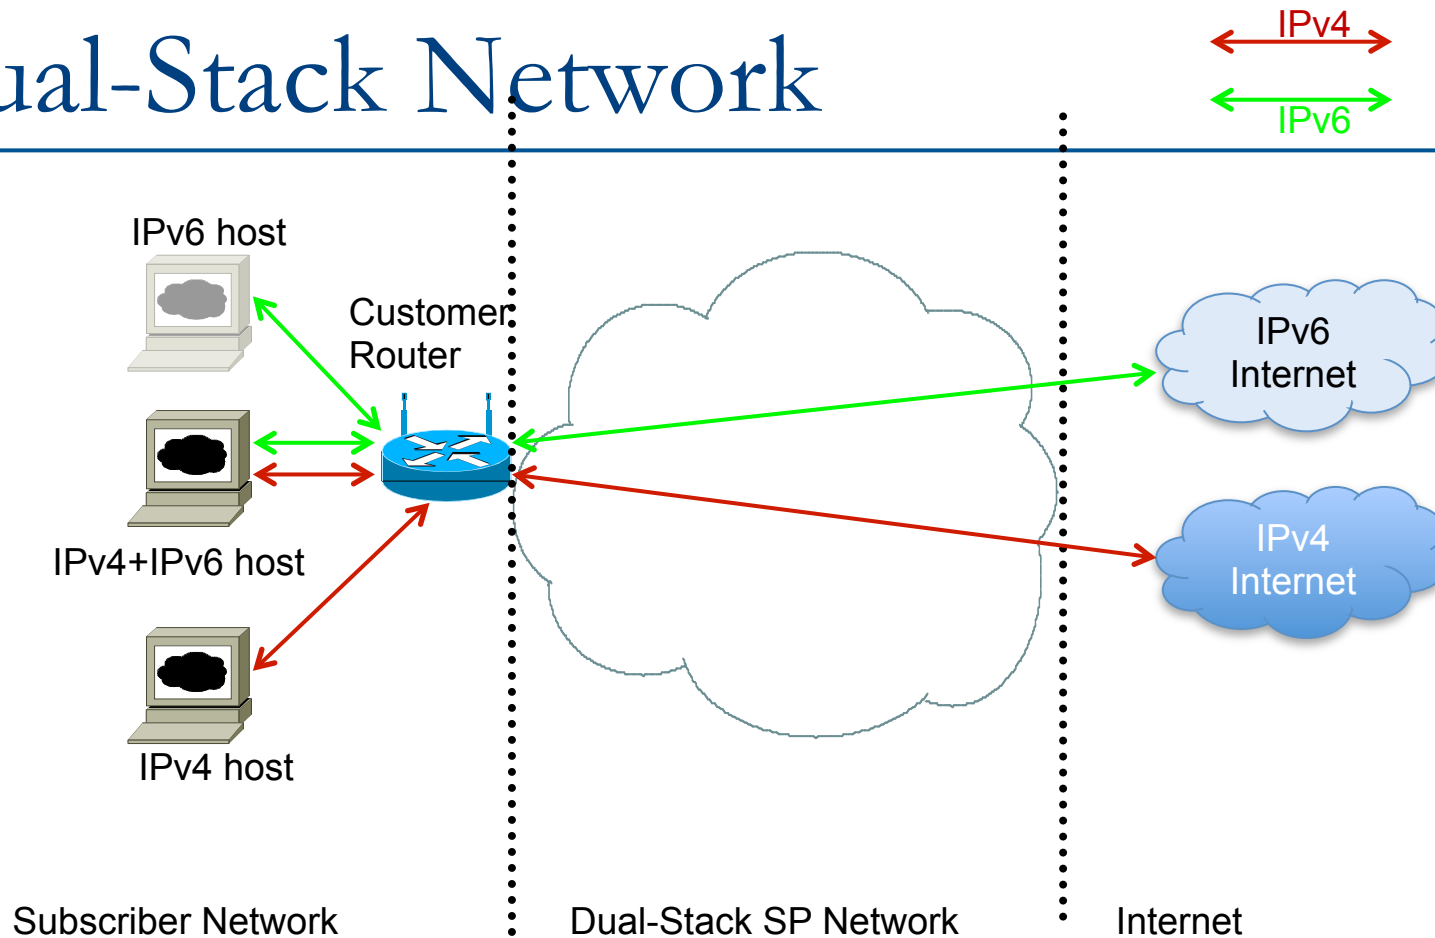 ual-Stack Network
IPv4
IPv6
IPv6 host
Customer
Router
IPv4+IPv6 host
IPv4 host
IPv6
Internet
IPv4
Internet
Subscriber Network
Dual-Stack SP Network
Internet